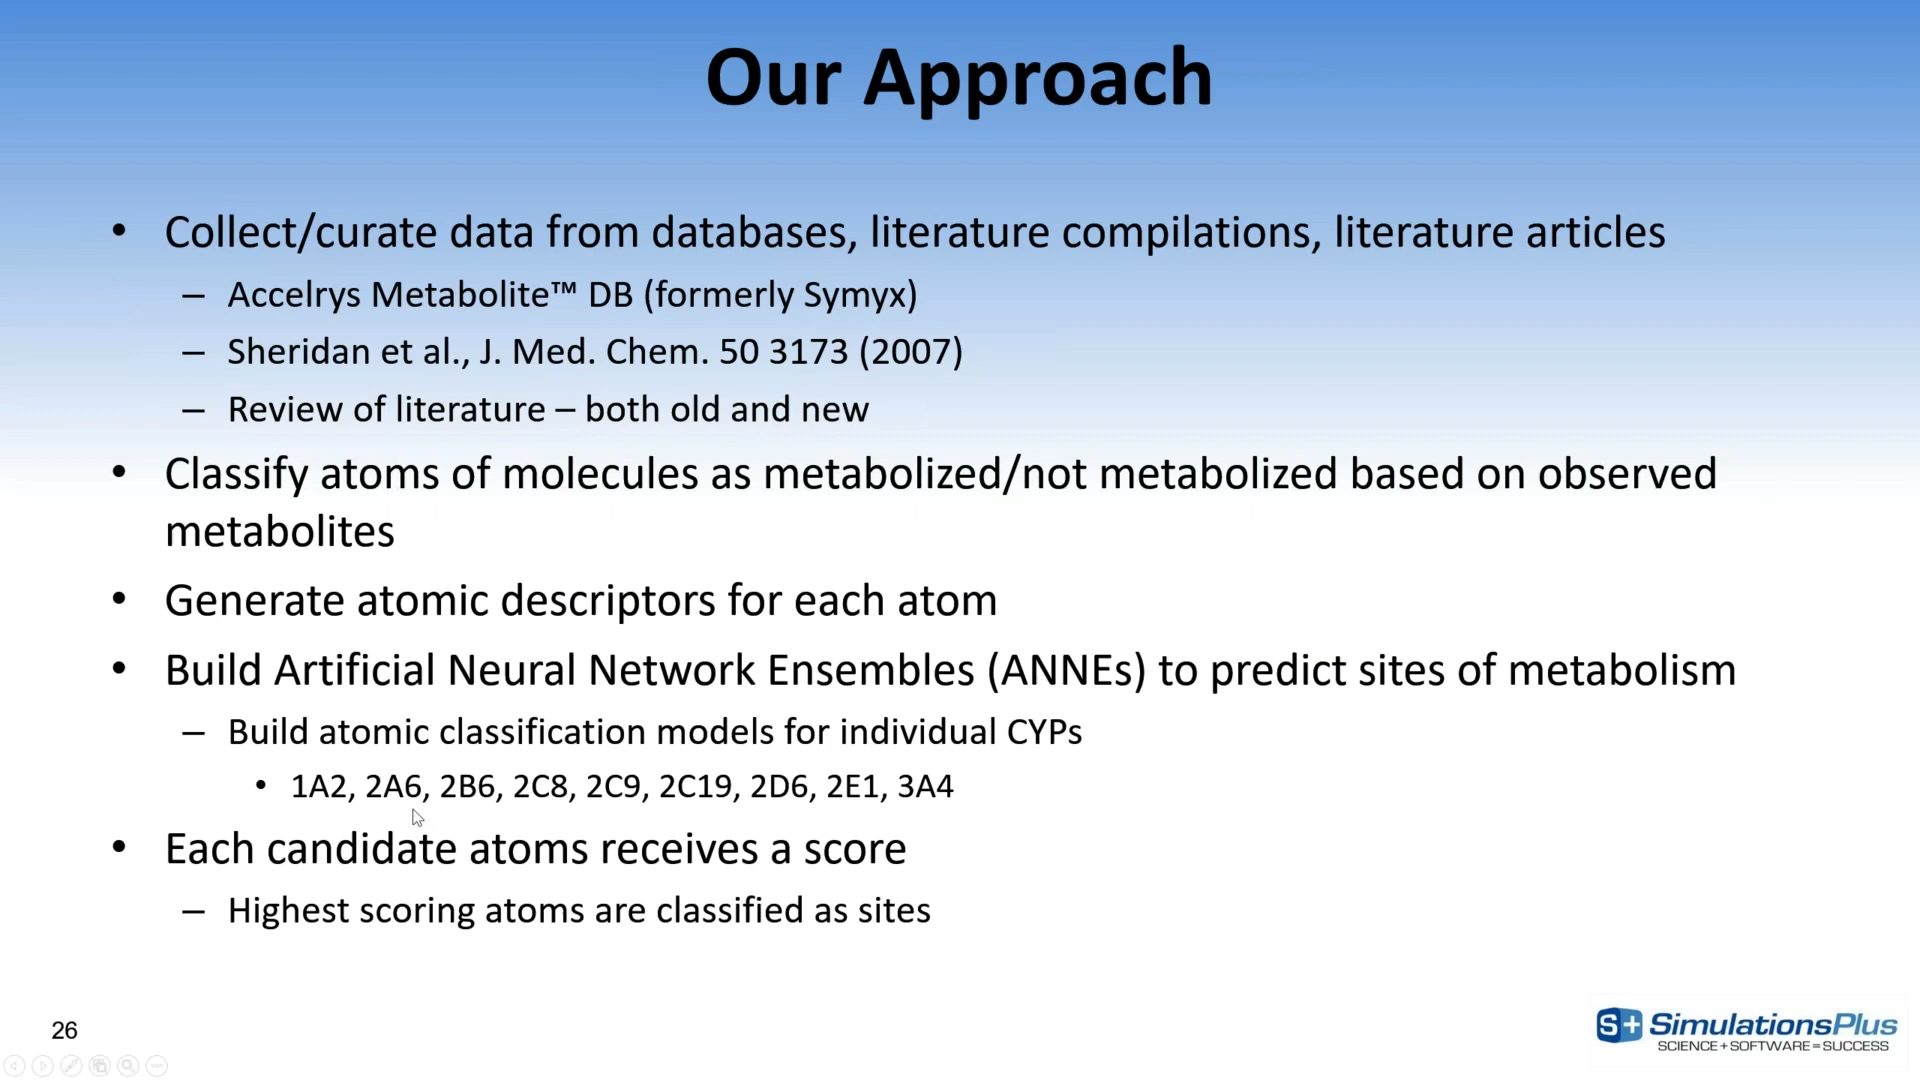 Our Approach
• Collect/curate data from databases, literature compilations, literature articles
– Accelrys Metabolite™ DB (formerly Symyx)
– Sheridan et al., J. Med. Chem. 50 3173 (2007)
– Review of literature – both old and new
• Classify atoms of molecules as metabolized/not metabolized based on observed
metabolites
• Generate atomic descriptors for each atom
• Build Artificial Neural Network Ensembles (ANNEs) to predict sites of metabolism
– Build atomic classification models for individual CYPs
• 1A2, 2A6, 2B6, 2C8, 2C9, 2C19, 2D6, 2E1, 3A4
• Each candidate atoms receives a score
– Highest scoring atoms are classified as sites
26
S+ SimulationsPlus
SCIENCE+SOFTWARE=SUCCESS